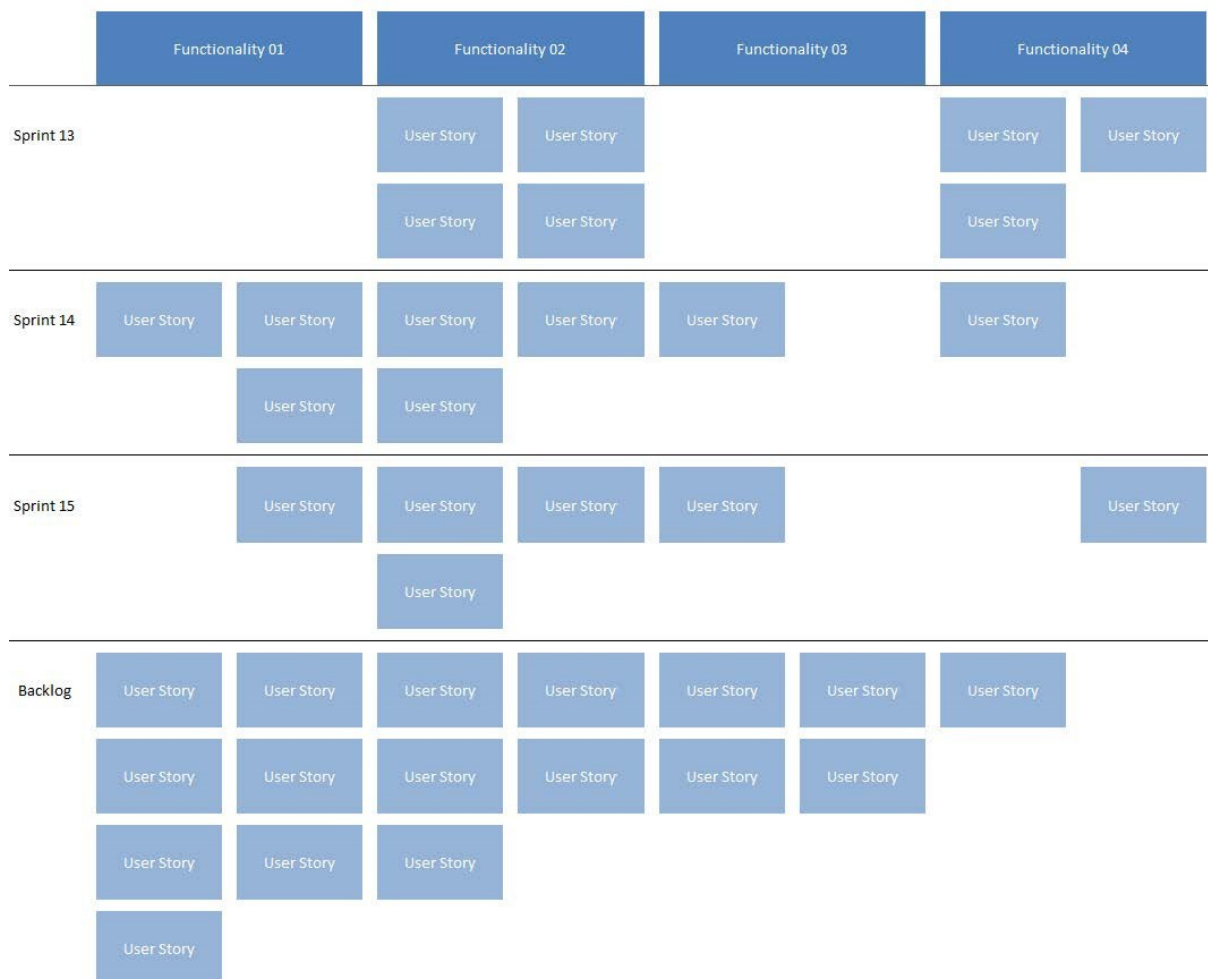 Functionality 01 Functionality 02 Functionality 03 Functionality 04
Sprint 13 User Story User Story User Story User Story
User Story User Story User Story
Sprint 14 User Story User Story User Story User Story User Story User Story
User Story User Story
Sprint 15 User Story User Story User Story User Story User Story
User Story
Backlog User Story User Story User Story User Story User Story User Story User Story
User Story User Story User Story User Story User Story User Story
User Story User Story User Story
User Story